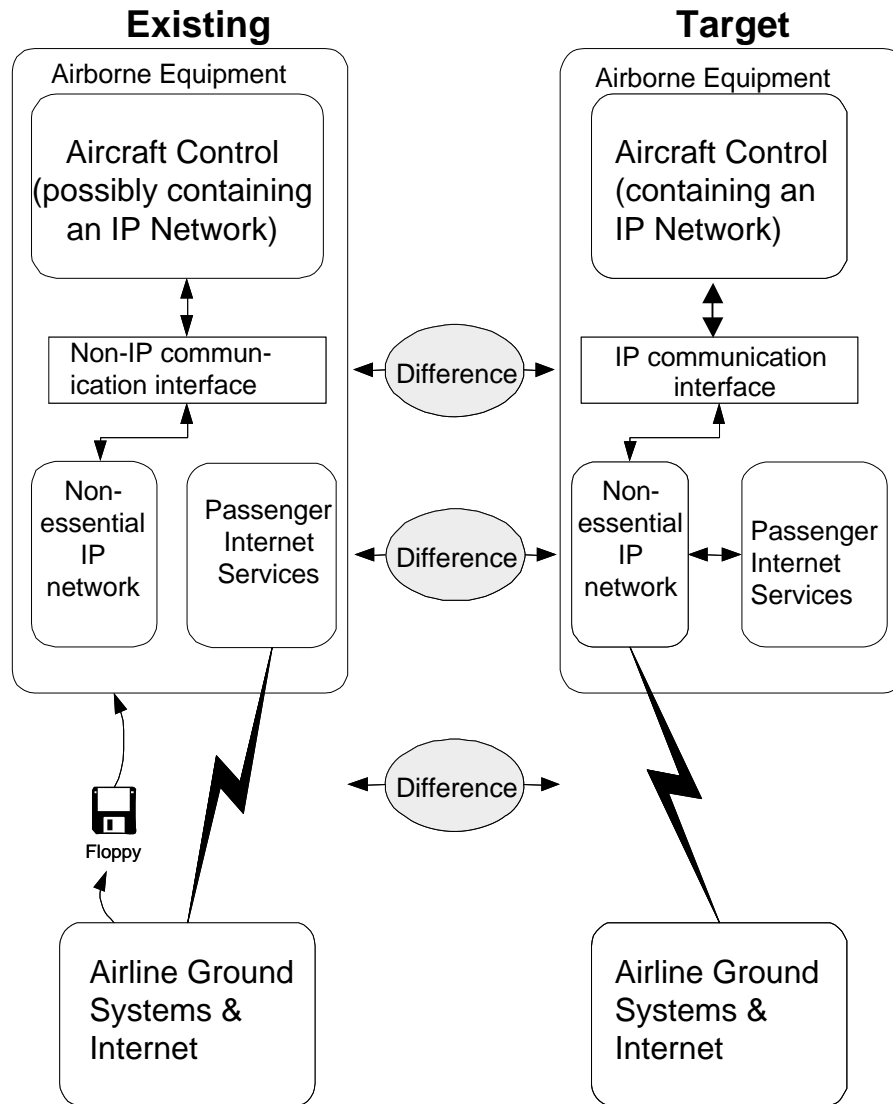 Existing
Airborne Equipment
Aircraft Control
(possibly containing
an IP Network)
Non-IP commun-
ication interface
Non-
essential
IP
network
Passenger
Internet
Services
Floppy
Airline Ground
Systems &
Internet
Difference
Difference
Difference
Target
Airborne Equipment
Aircraft Control
(containing an
IP Network)
IP communication
interface
Non-
essential
IP
network
Passenger
Internet
Services
Airline Ground
Systems &
Internet